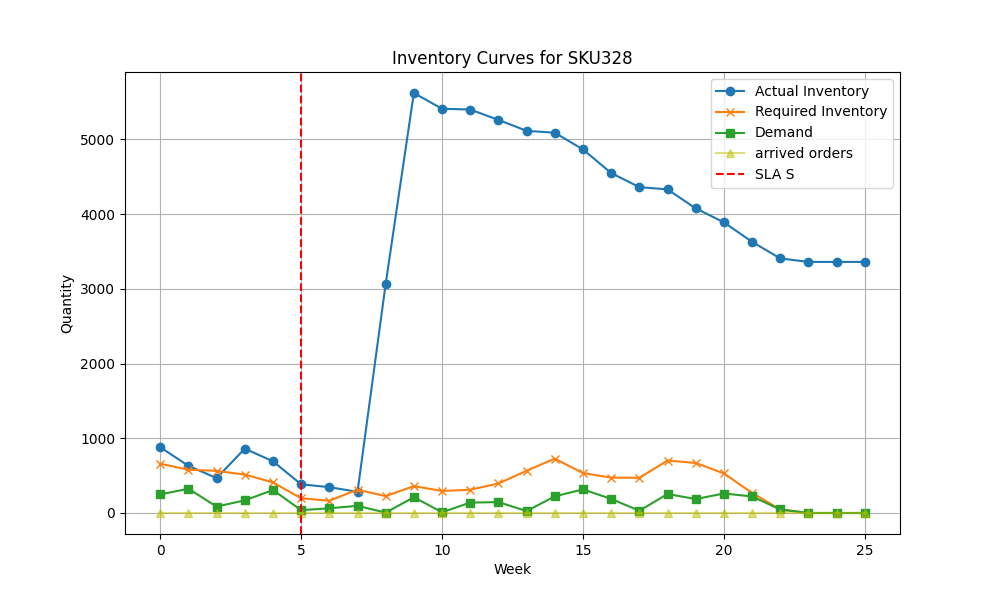 Inventory Curves for SKU328
Actual Inventory
Required Inventory
Demand
arrived orders
SLA S
Quantity
5000
4000
3000
2000
1000
0
0 5 10 15 20 25
Week